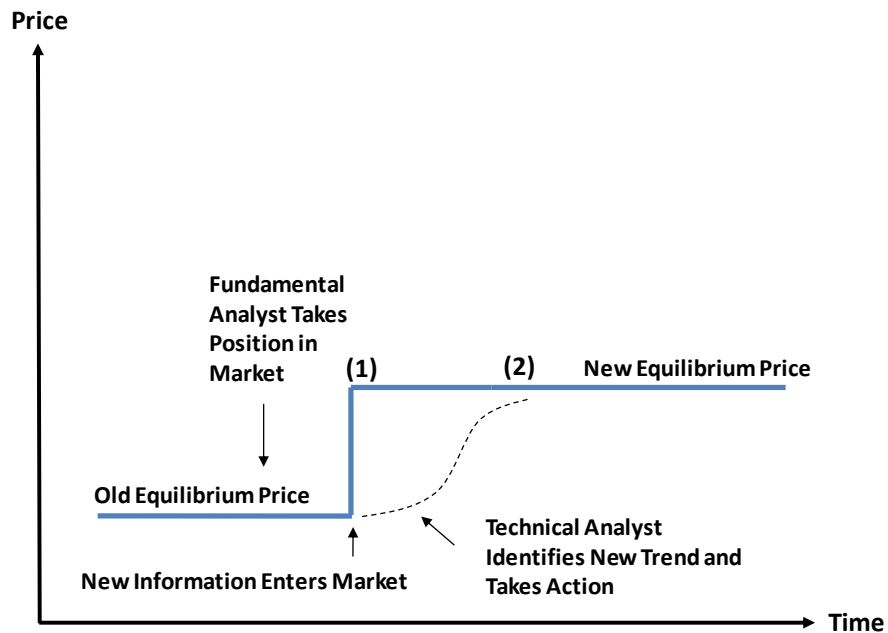 Price
Fundamental
Analyst Takes
Position in
Market
(1)
(2)
New Equilibrium Price
Old Equilibrium Price
New Information Enters Market
Technical Analyst
Identifies New Trend and
Takes Action
Time